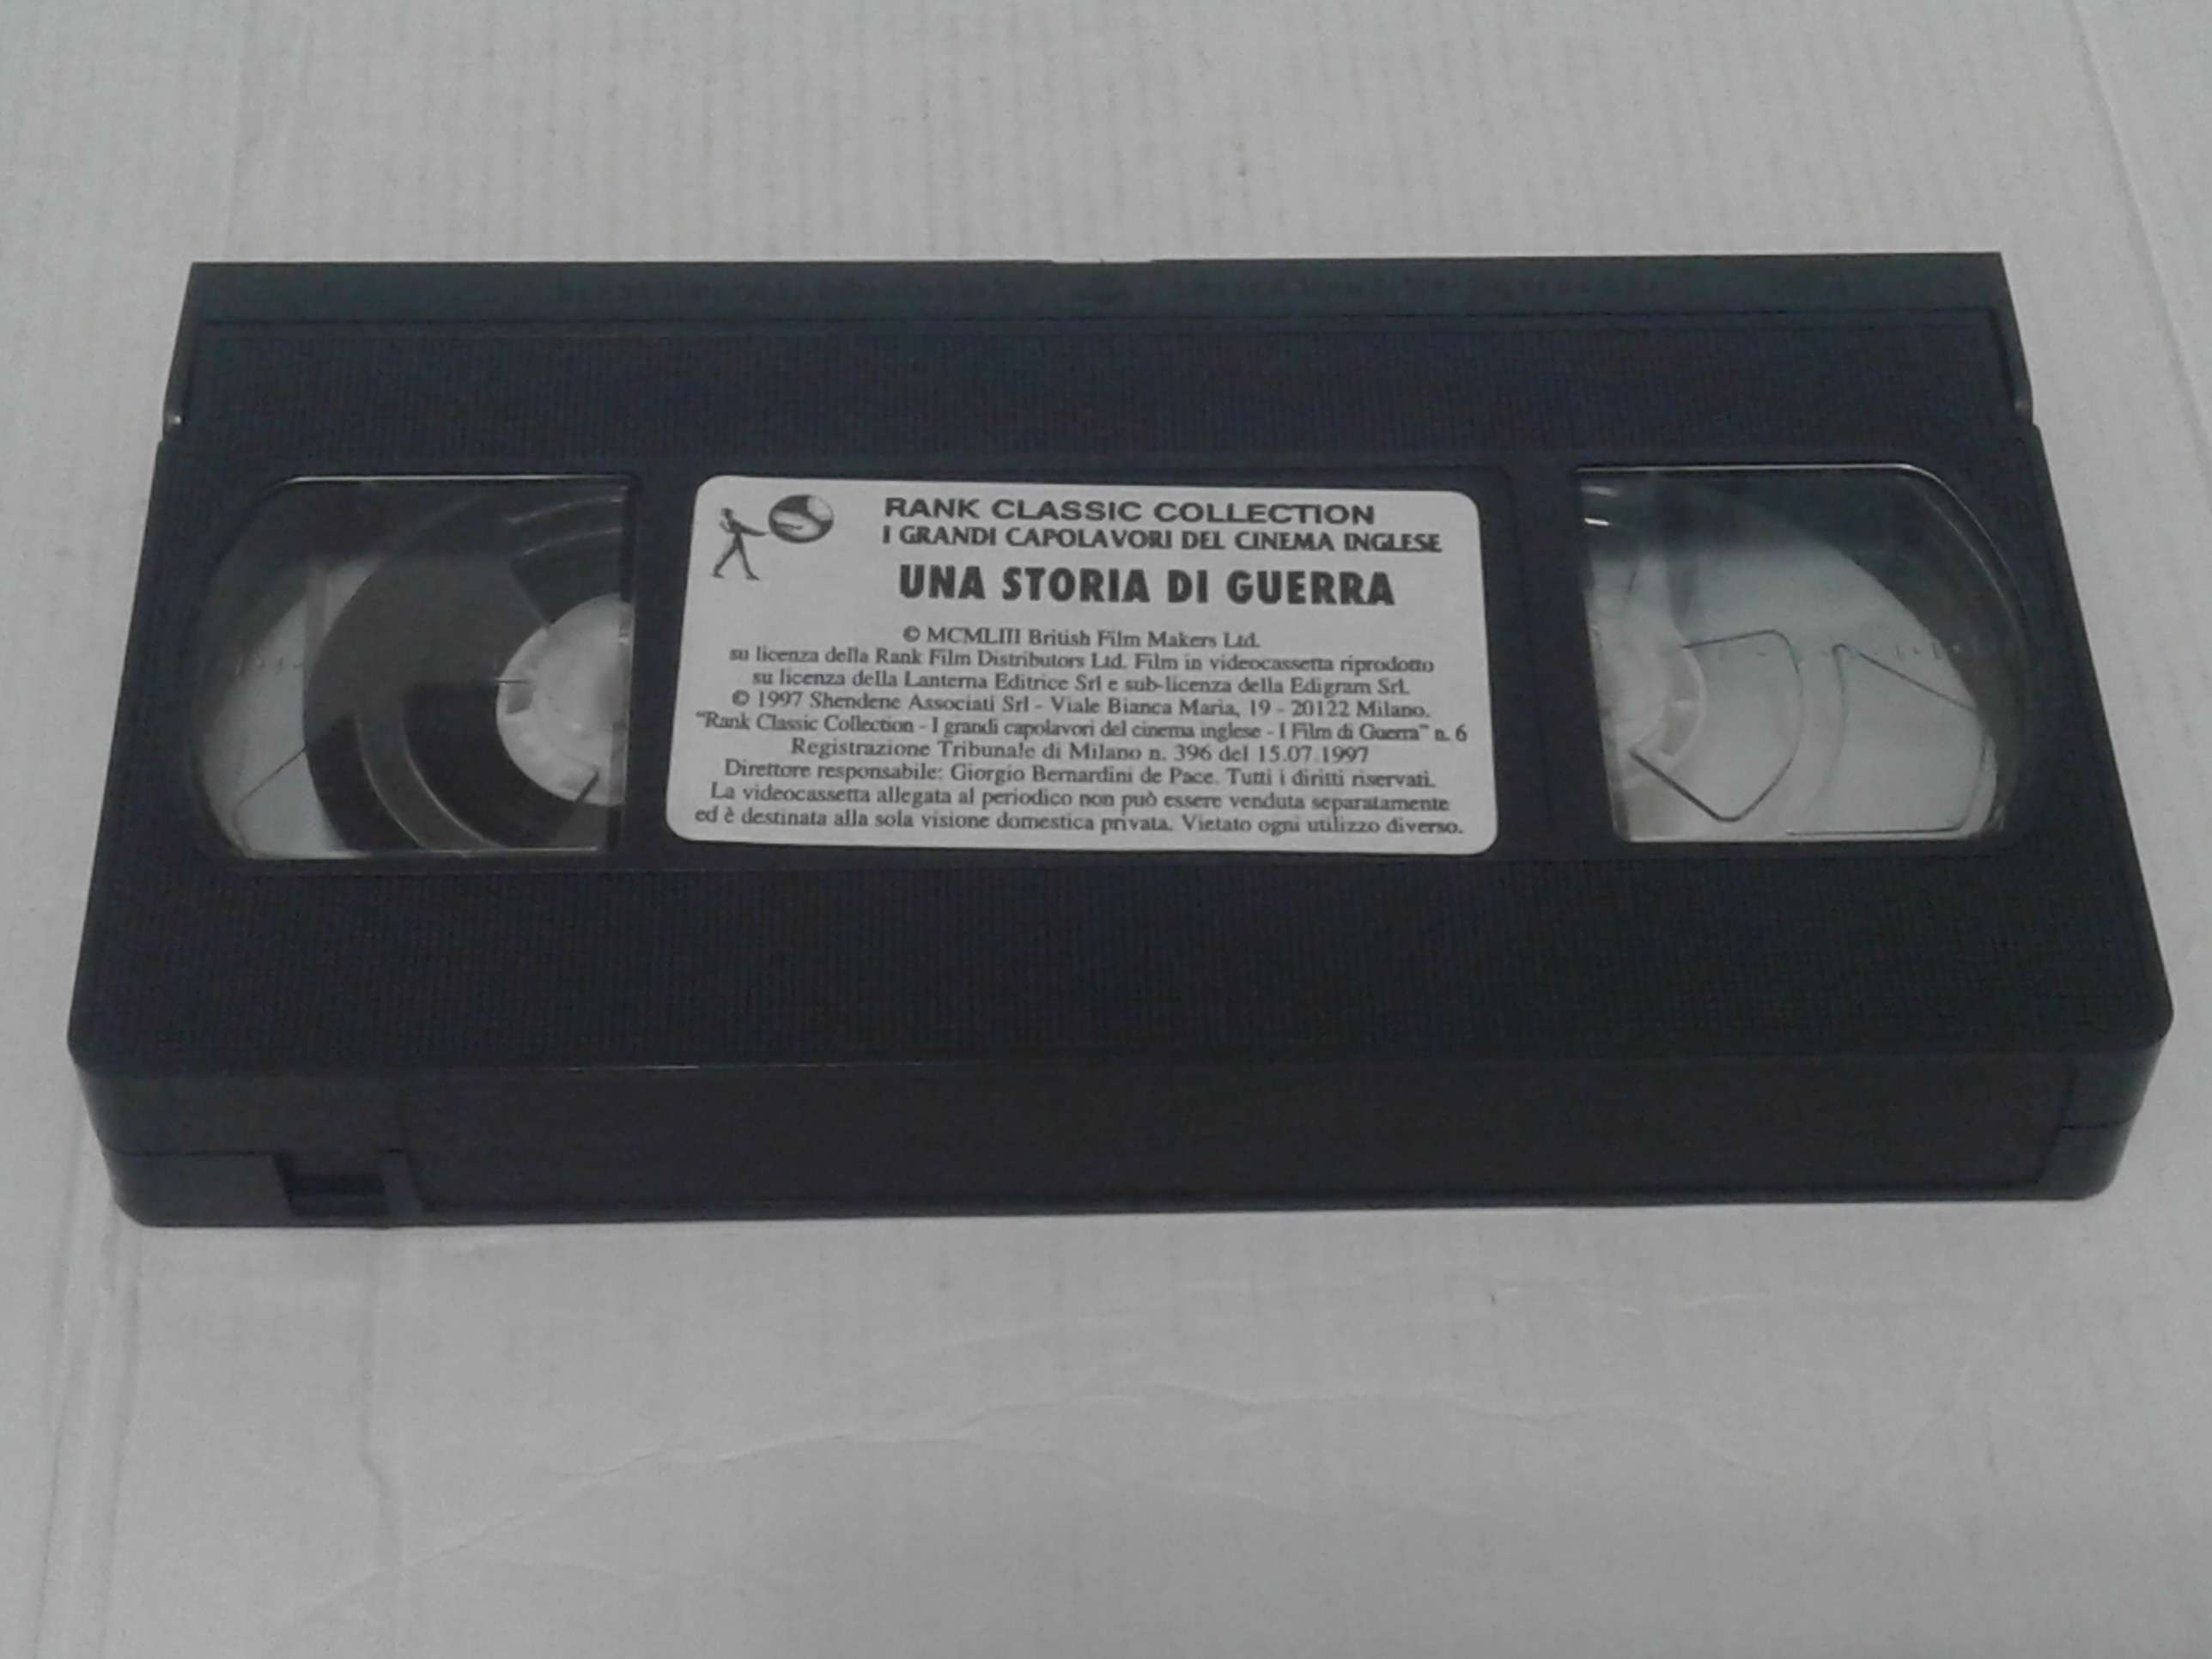 RANK CLASSIC COLLECTION
I GRANDI CAPOLAVORI DEL CINEMA INGLESE
UNA STORIA DI GUERRA
© MCMLIII British Film Makers Ltd.
su licenza della Rank Film Distributors Ltd. Film in videocassetta riprodotto
su licenza della Lanterna Editrice Srl e sub-licenza della Edigram Srl.
© 1997 Shendene Associati Srl - Viale Bianca Maria, 19 - 20122 Milano.
"Rank Classic Collection - I grandi capolavori del cinema inglese - I Film di Guerra" n. 6
Registrazione Tribunale di Milano n. 396 del 15.07.1997
Direttore responsabile: Giorgio Bernardini de Pace. Tutti i diritti riservati.
La videocassetta allegata al periodico non può essere venduta separatamente
ed è destinata alla sola visione domestica privata. Vietato ogni utilizzo diverso.